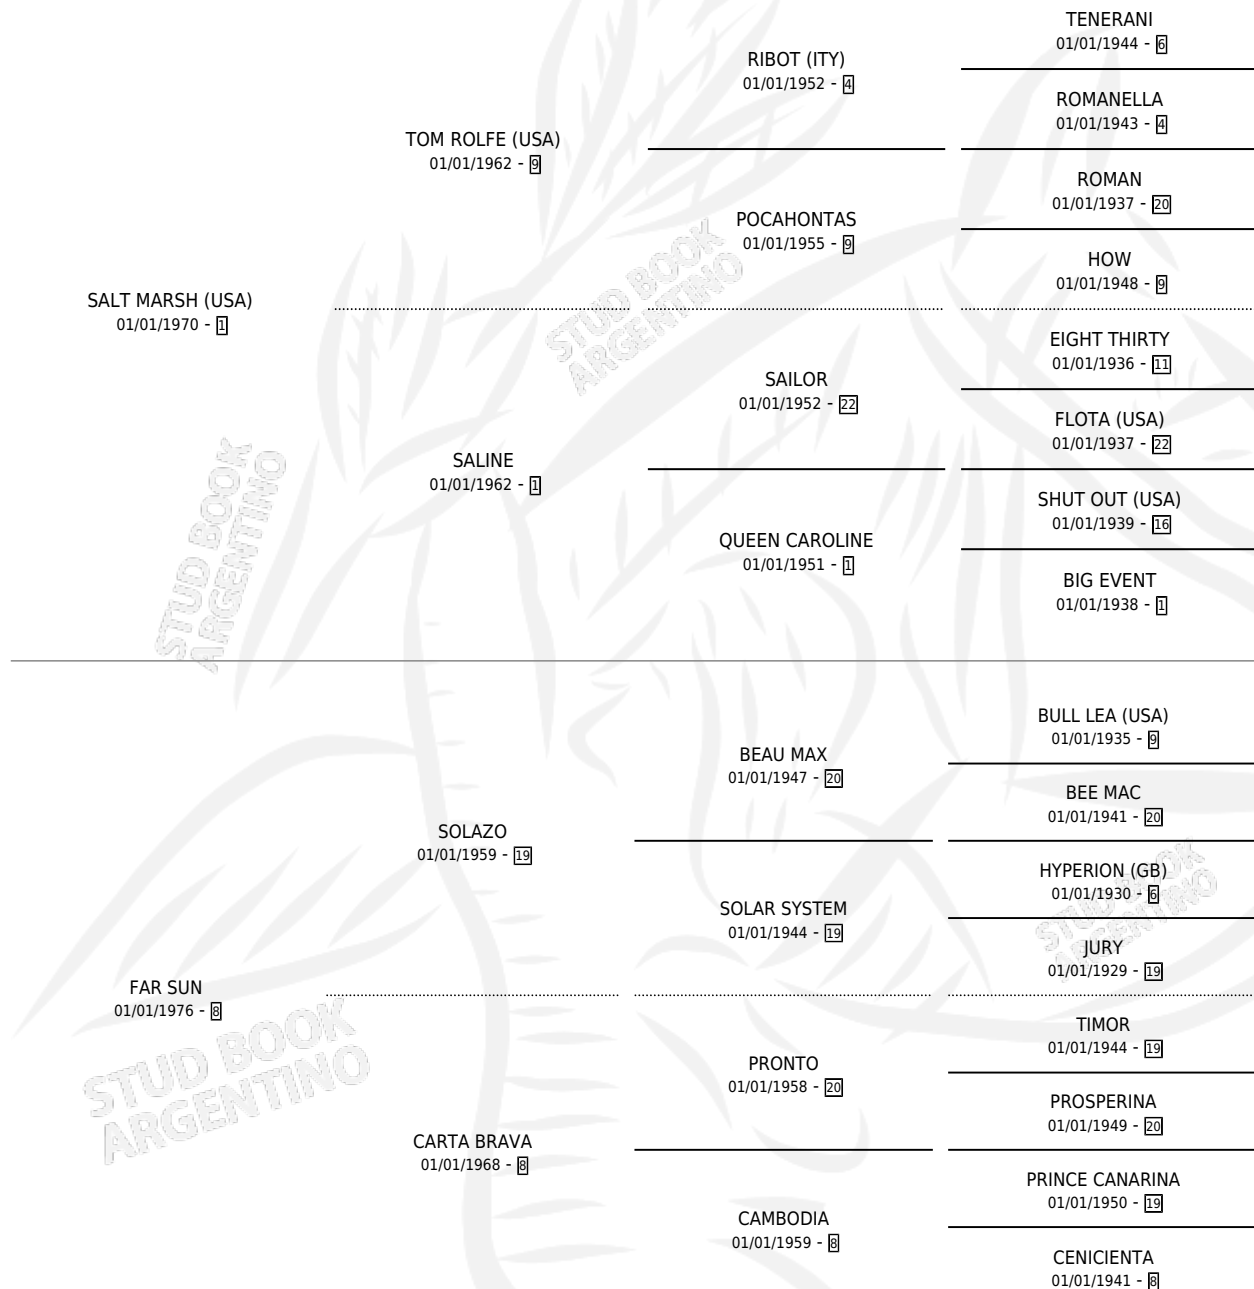 TENERANI
01/01/1944 - 6
RIBOT (ITY)
01/01/1952 - 4
ROMANELLA
01/01/1943 - 4
TOM ROLFE (USA)
01/01/1962 - 9
ROMAN
01/01/1937 - 20
POCAHONTAS
01/01/1955 - 9
HOW
01/01/1948 - 9
SALT MARSH (USA)
01/01/1970 - 1
EIGHT THIRTY
01/01/1936 - 11
SAILOR
01/01/1952 - 22
FLOTA (USA)
01/01/1937 - 22
SALINE
01/01/1962 - 1
SHUT OUT (USA)
01/01/1939 - 16
QUEEN CAROLINE
01/01/1951 - 1
BIG EVENT
01/01/1938 - 1
STUD BOOK
ARGENTINO
STUD BOOK
ARGENTINO
BULL LEA (USA)
01/01/1935 - 9
BEAU MAX
01/01/1947 - 20
BEE MAC
01/01/1941 - 20
SOLAZO
01/01/1959 - 19
HYPERION (GB)
01/01/1930 - 6
SOLAR SYSTEM
01/01/1944 - 19
JURY
01/01/1929 - 19
FAR SUN
01/01/1976 - 8
TIMOR
01/01/1944 - 19
PRONTO
01/01/1958 - 20
PROSPERINA
01/01/1949 - 20
CARTA BRAVA
01/01/1968 - 8
PRINCE CANARINA
01/01/1950 - 19
CAMBODIA
01/01/1959 - 8
CENICIENTA
01/01/1941 - 8
STUD BOOK
ARGENTINO
STUD BOOK
ARGENTINO